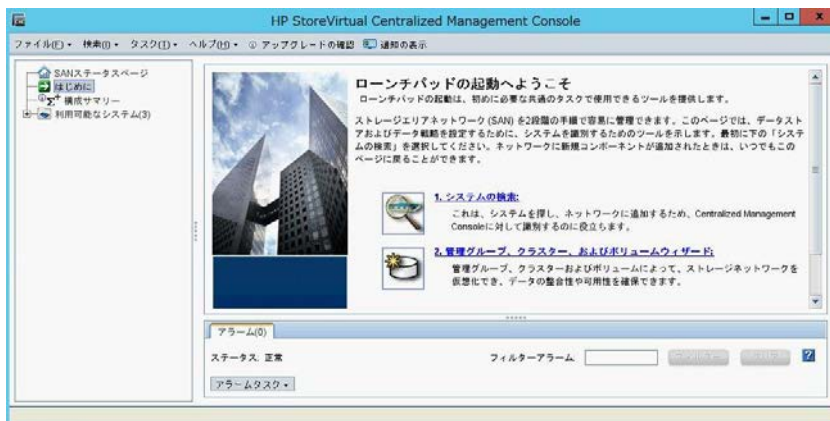 HP StoreVirtual Centralized Management Console
ファイル(F) 検索(I) タスク(T) ヘルプ(H) アップグレードの確認 通知の表示
SANステータスページ
はじめに
構成サマリー
利用可能なシステム(3)
ローンチパッドの起動へようこそ
ローンチパッドの起動は、初めに必要な共通のタスクで使用できるツールを提供します。
ストレージエリアネットワーク (SAN) を2段階の手順で容易に管理できます。このページでは、データスト
アおよびデータ戦略を設定するために、システムを識別するためのツールを示します。最初に下の「システ
ムの検索」を選択してください。ネットワークに新規コンポーネントが追加されたときは、いつでもこの
ページに戻ることができます。
1. システムの検索:
これは、システムを探し、ネットワークに追加するため、Centralized Management
Consoleに対して識別するのに役立ちます。
2. 管理グループ、クラスター、およびボリュームウィザード:
管理グループ、クラスターおよびボリュームによって、ストレージネットワークを
仮想化でき、データの整合性や可用性を確保できます。
アラーム(0)
ステータス: 正常 フィルターアラーム
アラームタスク